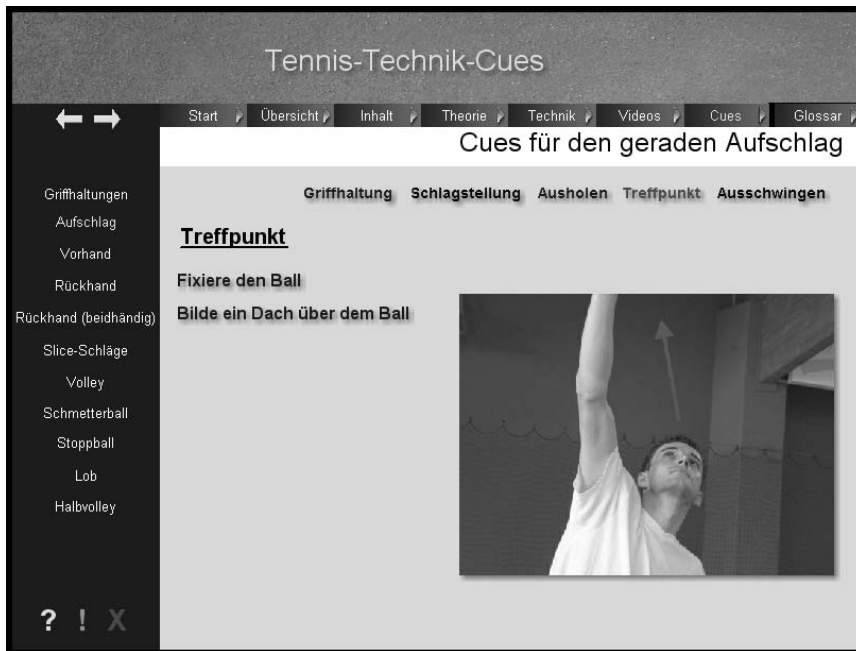 Tennis-Technik-Cues
Start Übersicht Inhalt Theorie Technik Videos Cues Glossar
Cues für den geraden Aufschlag
Griffhaltungen
Aufschlag
Vorhand
Rückhand
Rückhand (beidhändig)
Slice-Schläge
Volley
Schmetterball
Stoppball
Lob
Halbvolley
? ! X
Griffhaltung Schlagstellung Ausholen Treffpunkt Ausschwingen
Treffpunkt
Fixiere den Ball
Bilde ein Dach über dem Ball